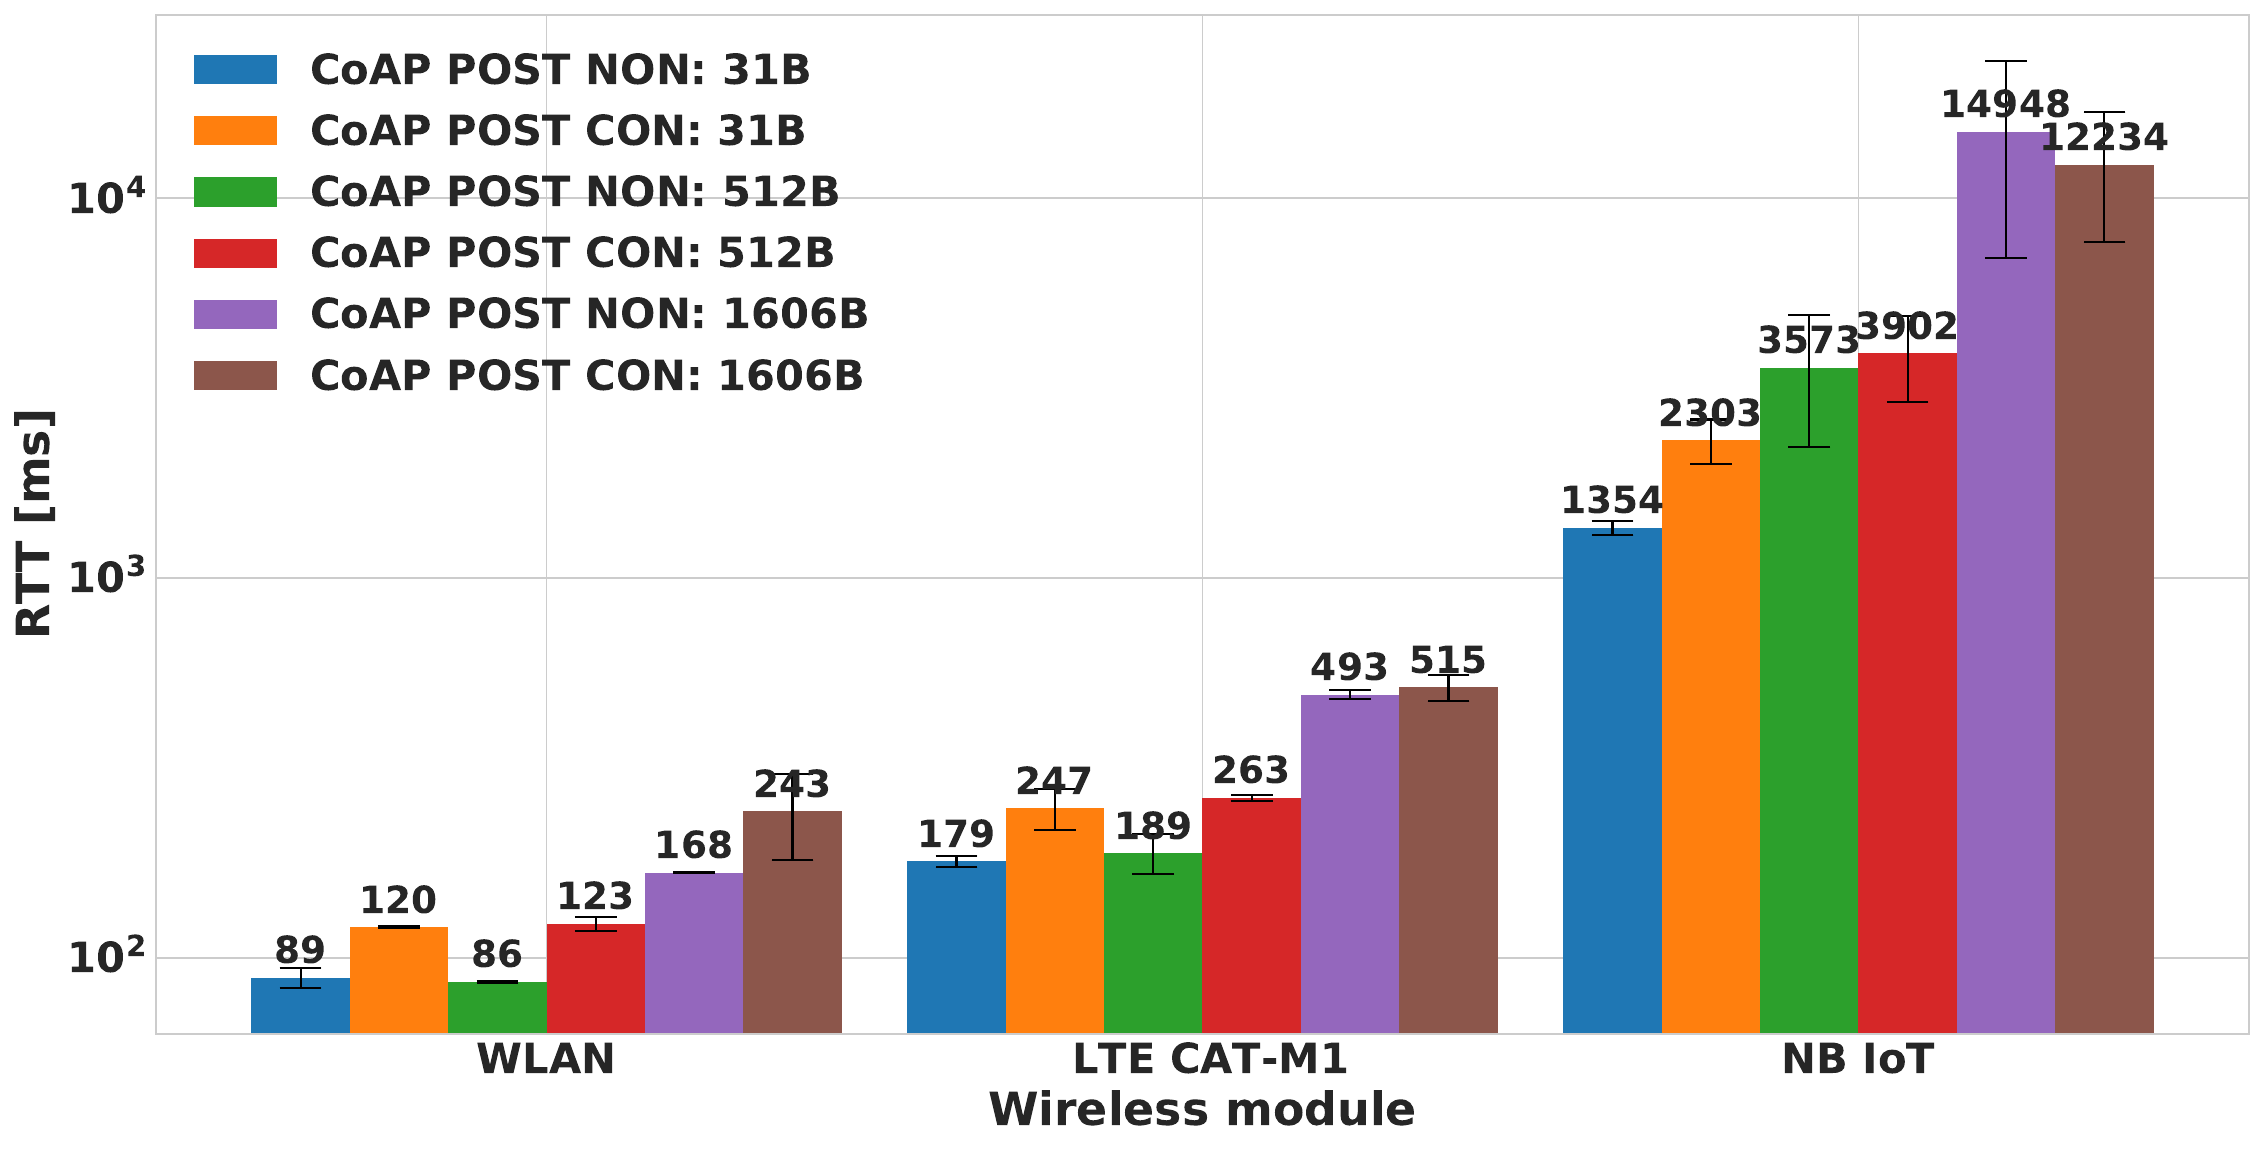 CoAP POST NON: 31B
CoAP POST CON: 31B
CoAP POST NON: 512B
CoAP POST CON: 512B
CoAP POST NON: 1606B
CoAP POST CON: 1606B
RTT [ms]
10⁴
10³
10²
89
120
86
123
168
243
179
247
189
263
493
515
1354
2303
3573
3902
14948
12234
WLAN
LTE CAT-M1
NB IoT
Wireless module